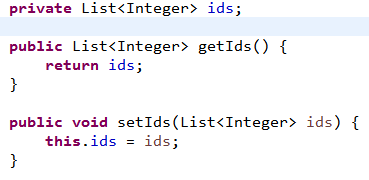 private List<Integer> ids;
public List<Integer> getIds() {
return ids;
}
public void setIds(List<Integer> ids) {
this.ids = ids;
}